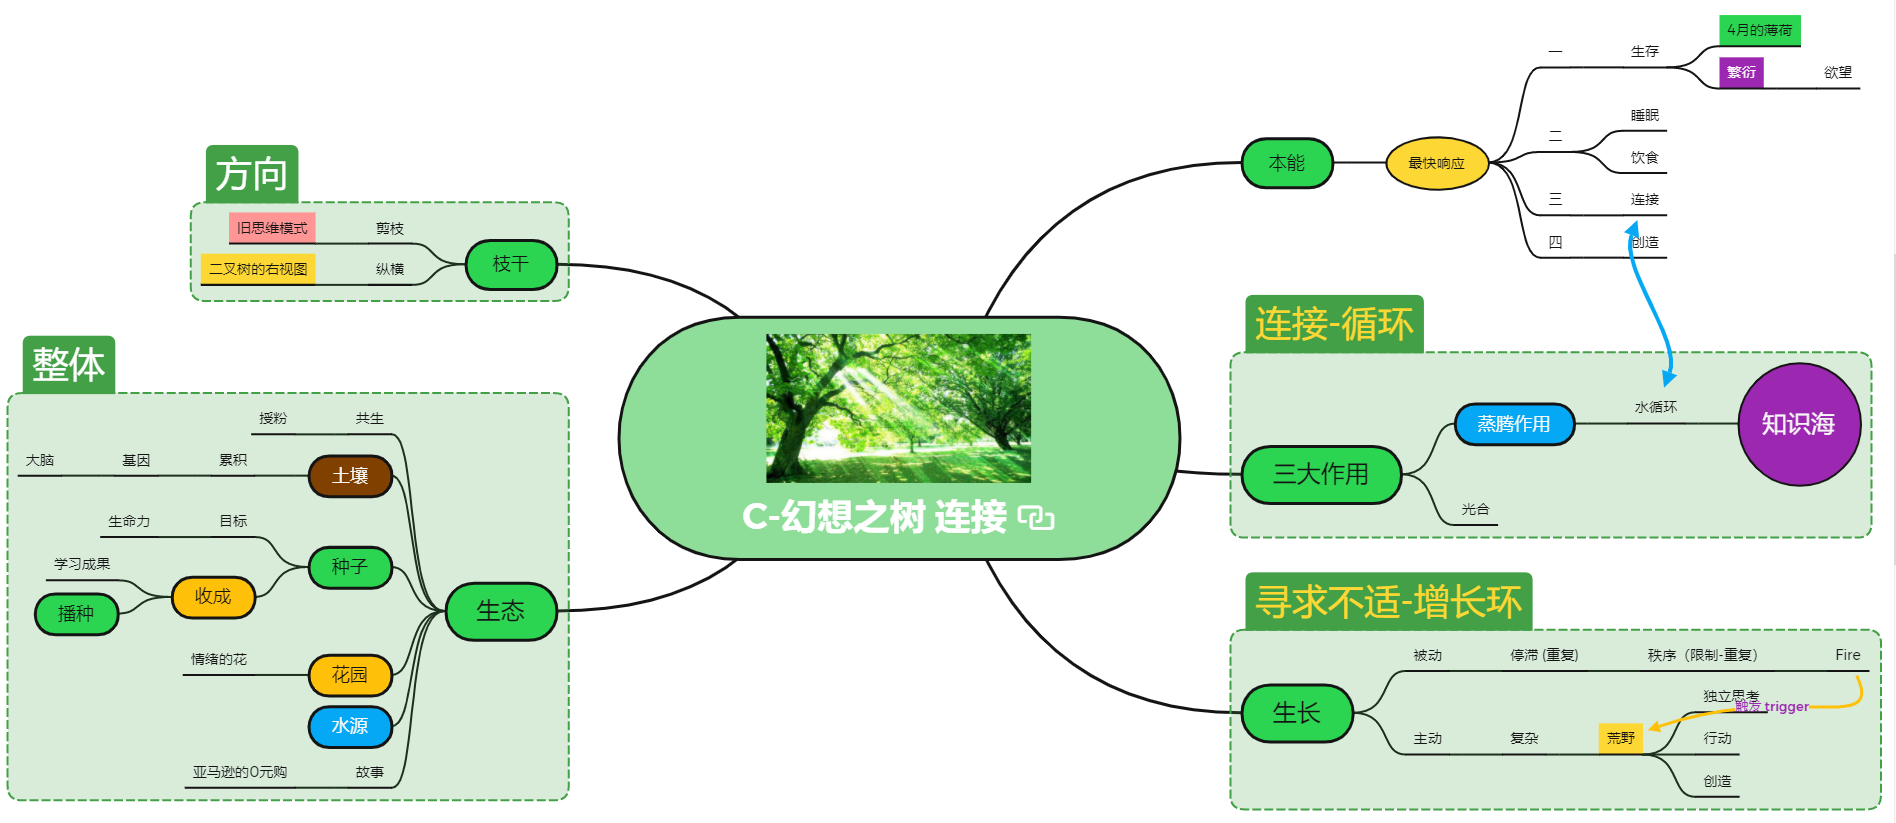 C-幻想之树 连接
方向
枝干
剪枝
旧思维模式
纵横
二叉树的右视图
整体
生态
共生
授粉
土壤
累积
基因
大脑
种子
目标
生命力
收成
学习成果
播种
花园
情绪的花
水源
故事
亚马逊的0元购
本能
最快响应
一
生存
4月的薄荷
繁衍
欲望
二
睡眠
饮食
三
连接
四
创造
连接-循环
三大作用
蒸腾作用
水循环
知识海
光合
寻求不适-增长环
生长
被动
停滞 (重复)
秩序（限制-重复）
Fire
触发 trigger
主动
复杂
荒野
独立思考
行动
创造